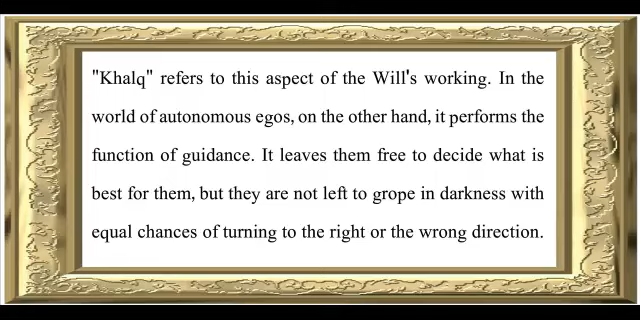 "Khalq" refers to this aspect of the Will's working. In the
world of autonomous egos, on the other hand, it performs the
function of guidance. It leaves them free to decide what is
best for them, but they are not left to grope in darkness with
equal chances of turning to the right or the wrong direction.